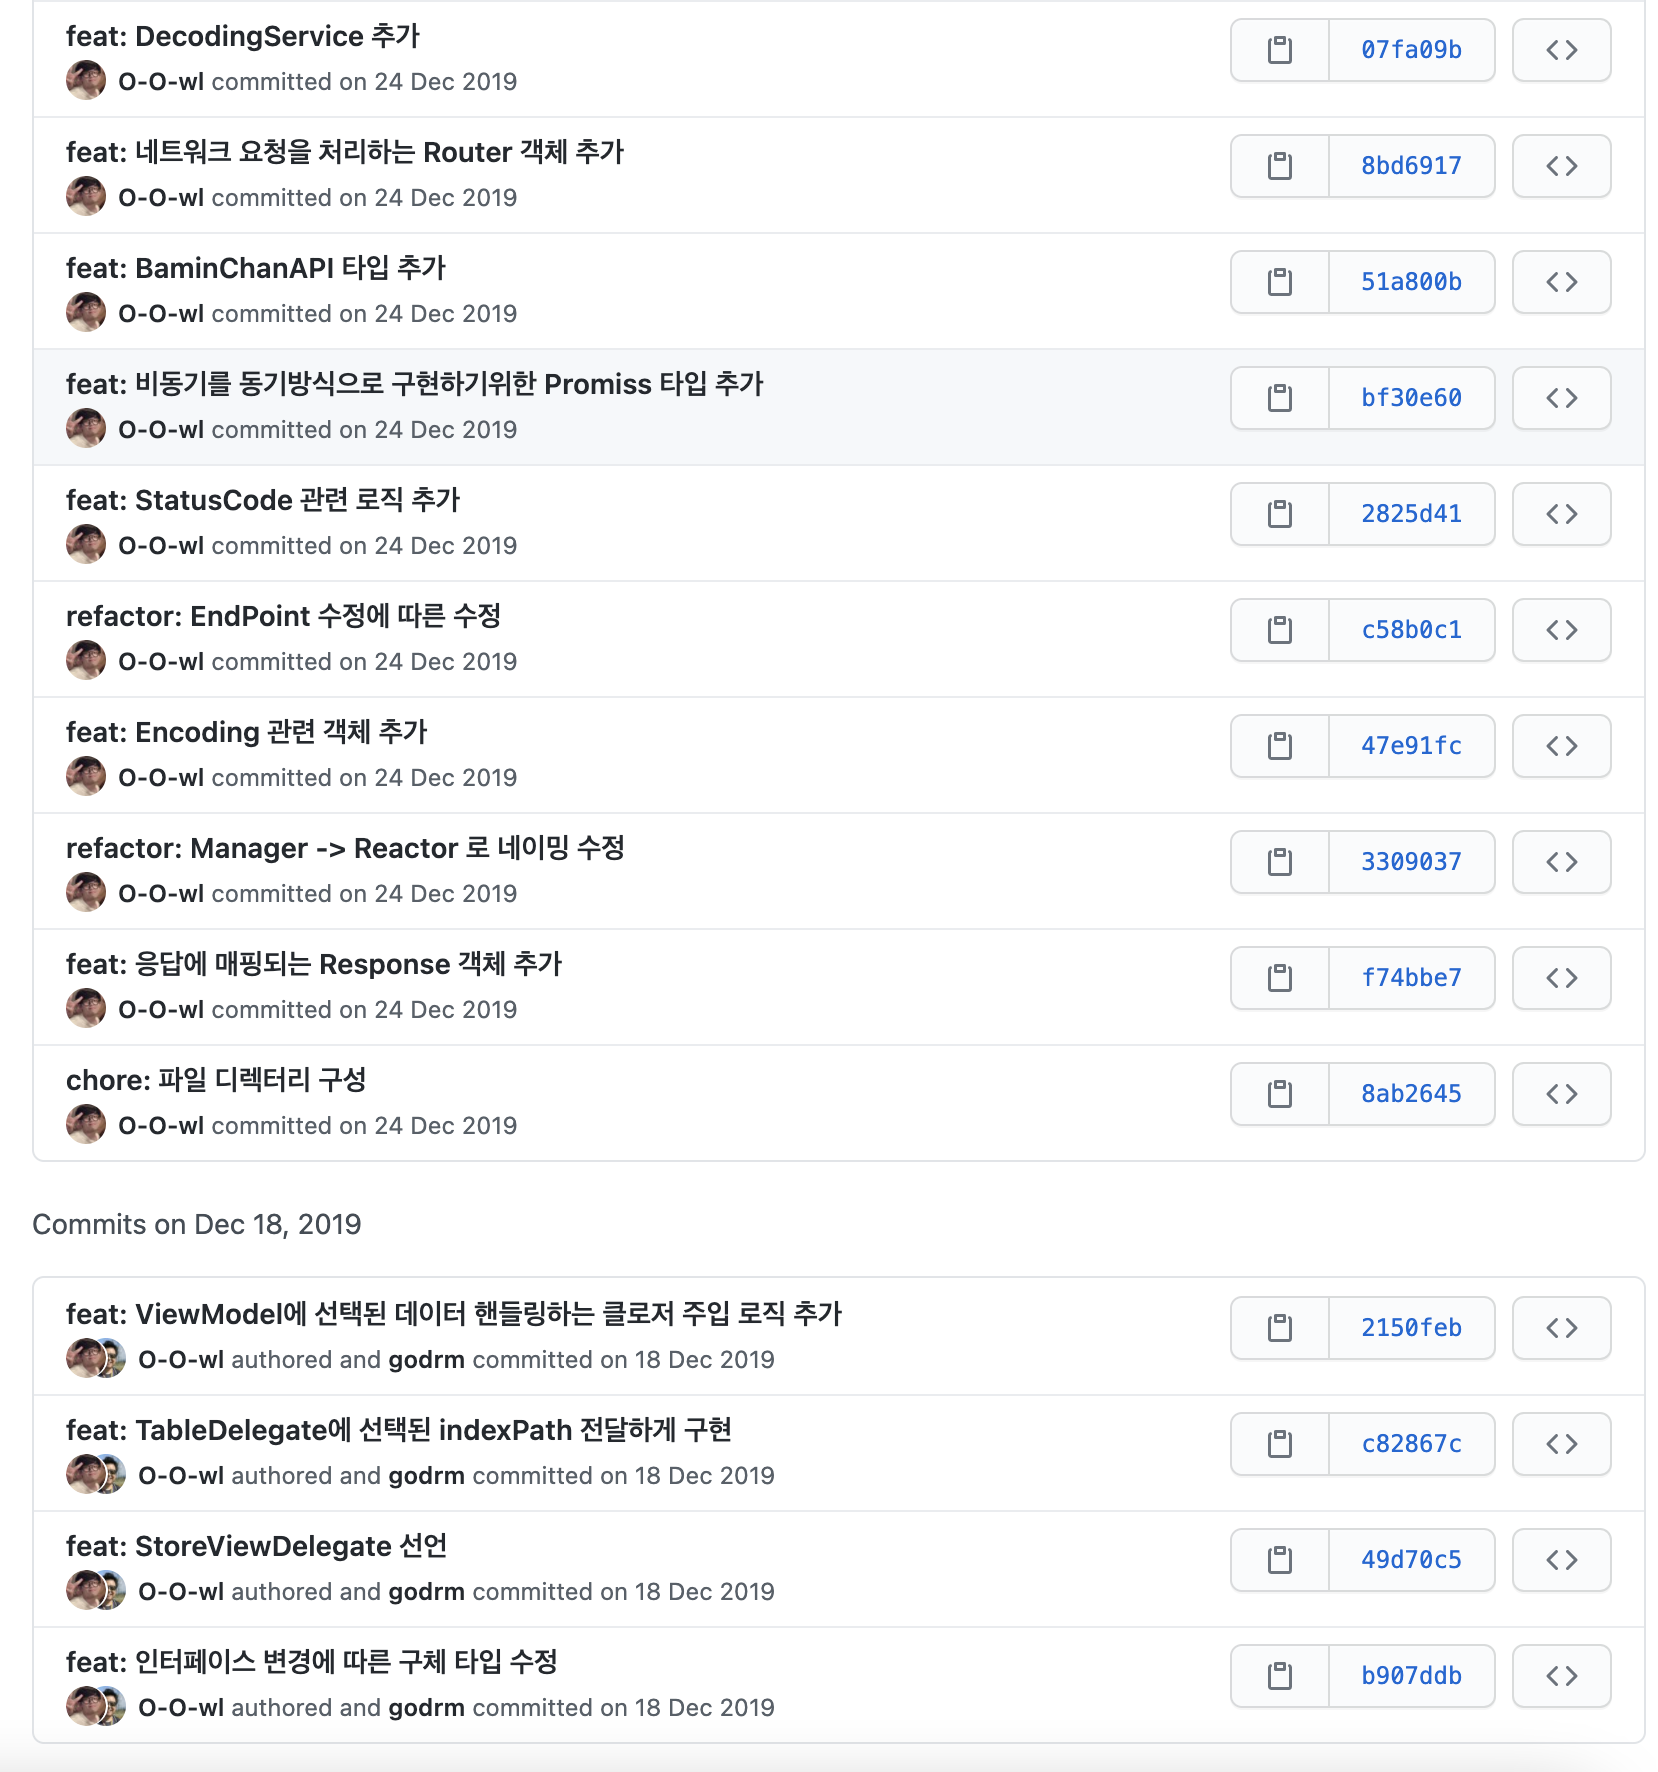 feat: DecodingService 추가
07fa09b
O-O-wl committed on 24 Dec 2019
feat: 네트워크 요청을 처리하는 Router 객체 추가
8bd6917
O-O-wl committed on 24 Dec 2019
feat: BaminChanAPI 타입 추가
51a800b
O-O-wl committed on 24 Dec 2019
feat: 비동기를 동기방식으로 구현하기위한 Promiss 타입 추가
bf30e60
O-O-wl committed on 24 Dec 2019
feat: StatusCode 관련 로직 추가
2825d41
O-O-wl committed on 24 Dec 2019
refactor: EndPoint 수정에 따른 수정
c58b0c1
O-O-wl committed on 24 Dec 2019
feat: Encoding 관련 객체 추가
47e91fc
O-O-wl committed on 24 Dec 2019
refactor: Manager -> Reactor 로 네이밍 수정
3309037
O-O-wl committed on 24 Dec 2019
feat: 응답에 매핑되는 Response 객체 추가
f74bbe7
O-O-wl committed on 24 Dec 2019
chore: 파일 디렉터리 구성
8ab2645
O-O-wl committed on 24 Dec 2019
Commits on Dec 18, 2019
feat: ViewModel에 선택된 데이터 핸들링하는 클로저 주입 로직 추가
2150feb
O-O-wl authored and godrm committed on 18 Dec 2019
feat: TableDelegate에 선택된 indexPath 전달하게 구현
c82867c
O-O-wl authored and godrm committed on 18 Dec 2019
feat: StoreViewDelegate 선언
49d70c5
O-O-wl authored and godrm committed on 18 Dec 2019
feat: 인터페이스 변경에 따른 구체 타입 수정
b907ddb
O-O-wl authored and godrm committed on 18 Dec 2019